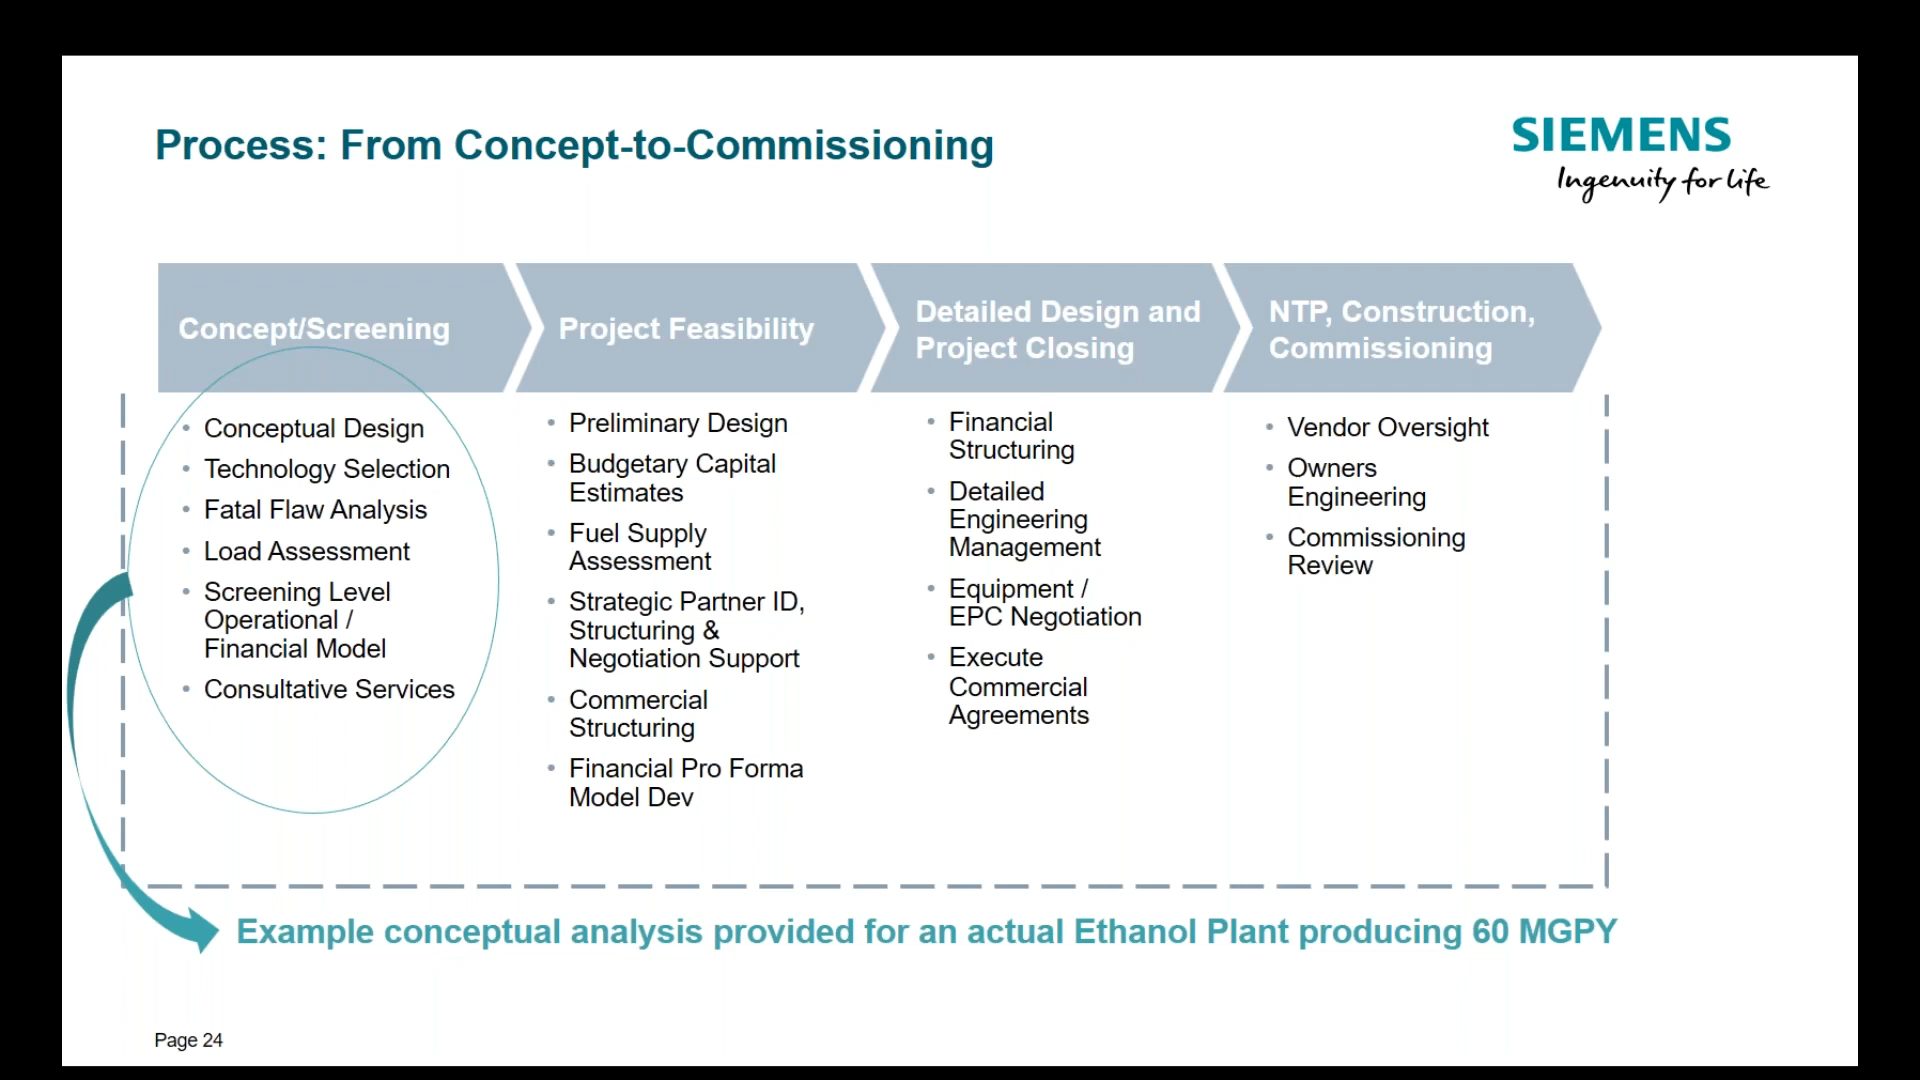 Process: From Concept-to-Commissioning
SIEMENS
Ingenuity for life
Concept/Screening
• Conceptual Design
• Technology Selection
• Fatal Flaw Analysis
• Load Assessment
• Screening Level
Operational /
Financial Model
• Consultative Services
Project Feasibility
• Preliminary Design
• Budgetary Capital
Estimates
• Fuel Supply
Assessment
• Strategic Partner ID,
Structuring &
Negotiation Support
• Commercial
Structuring
• Financial Pro Forma
Model Dev
Detailed Design and
Project Closing
• Financial
Structuring
• Detailed
Engineering
Management
• Equipment /
EPC Negotiation
• Execute
Commercial
Agreements
NTP, Construction,
Commissioning
• Vendor Oversight
• Owners
Engineering
• Commissioning
Review
Example conceptual analysis provided for an actual Ethanol Plant producing 60 MGPY
Page 24